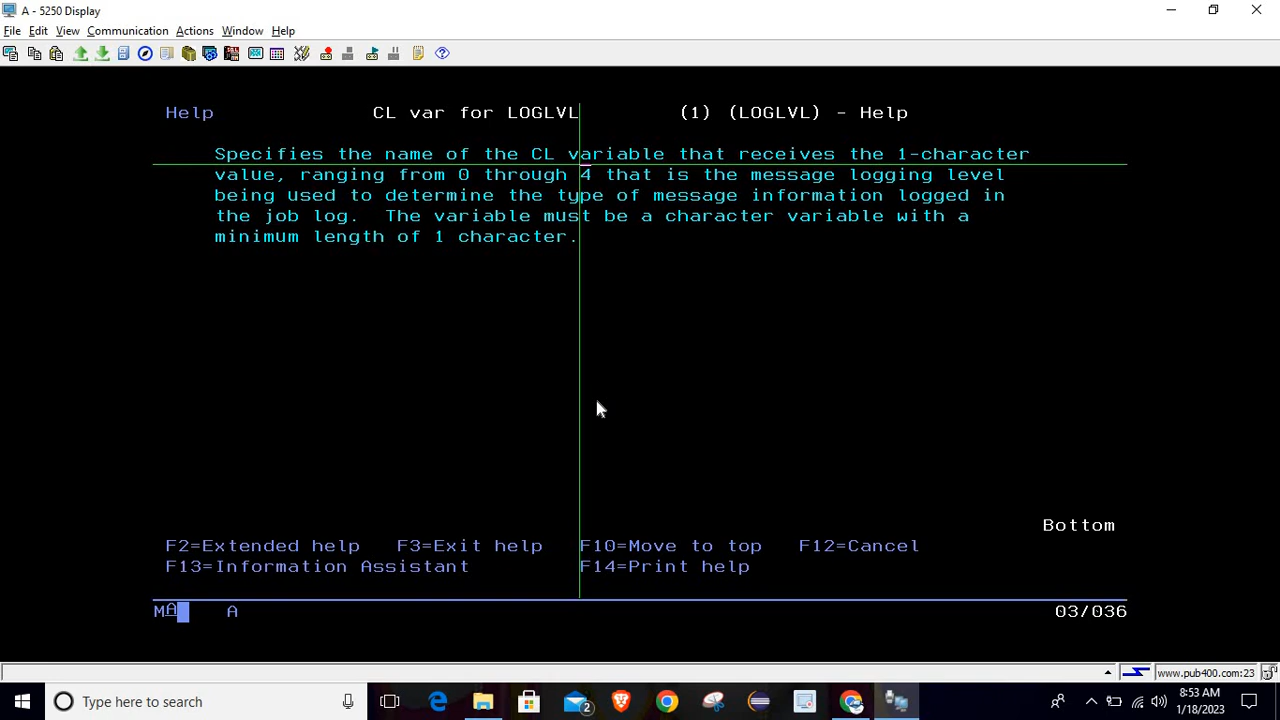 A - 5250 Display
File Edit View Communication Actions Window Help
Help CL var for LOGLVL (1) (LOGLVL) - Help
Specifies the name of the CL variable that receives the 1-character
value, ranging from 0 through 4 that is the message logging level
being used to determine the type of message information logged in
the job log.  The variable must be a character variable with a
minimum length of 1 character.
Bottom
F2=Extended help F3=Exit help F10=Move to top F12=Cancel
F13=Information Assistant F14=Print help
MA A 03/036
www.pub400.com:23
Type here to search
2
8:53 AM
1/18/2023